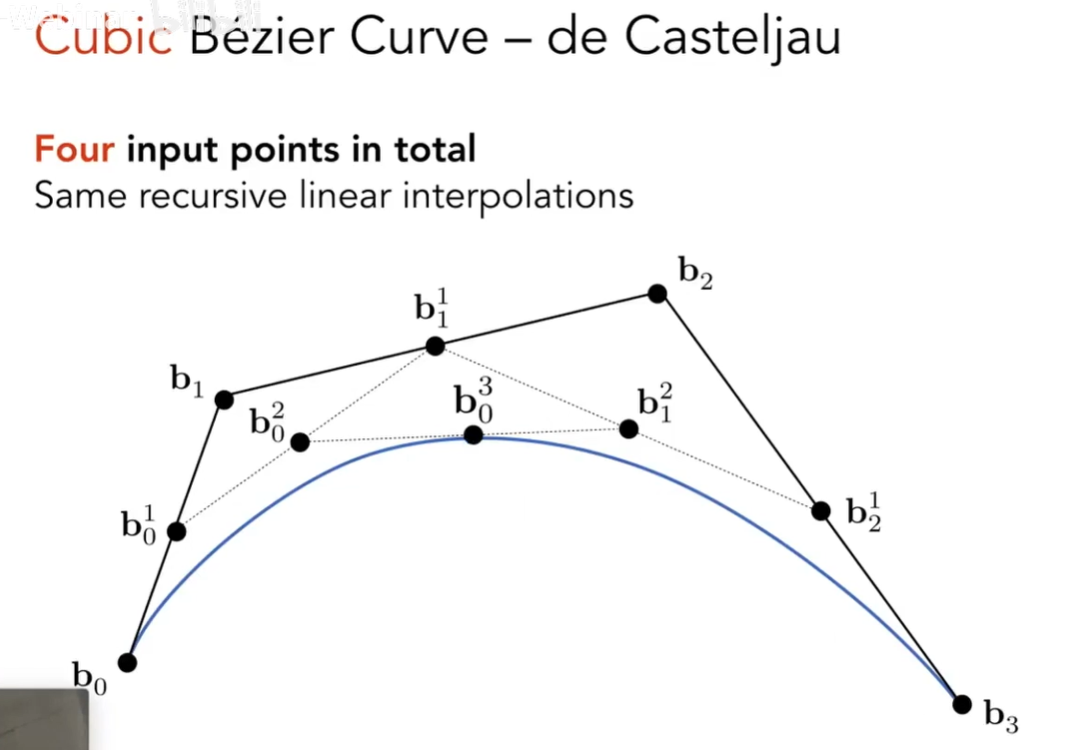 Cubic Bézier Curve – de Casteljau
Four input points in total
Same recursive linear interpolations
b₂
b₁¹
b₁
b₀²
b₀³
b₁²
b₀¹
b₂¹
b₀
b₃